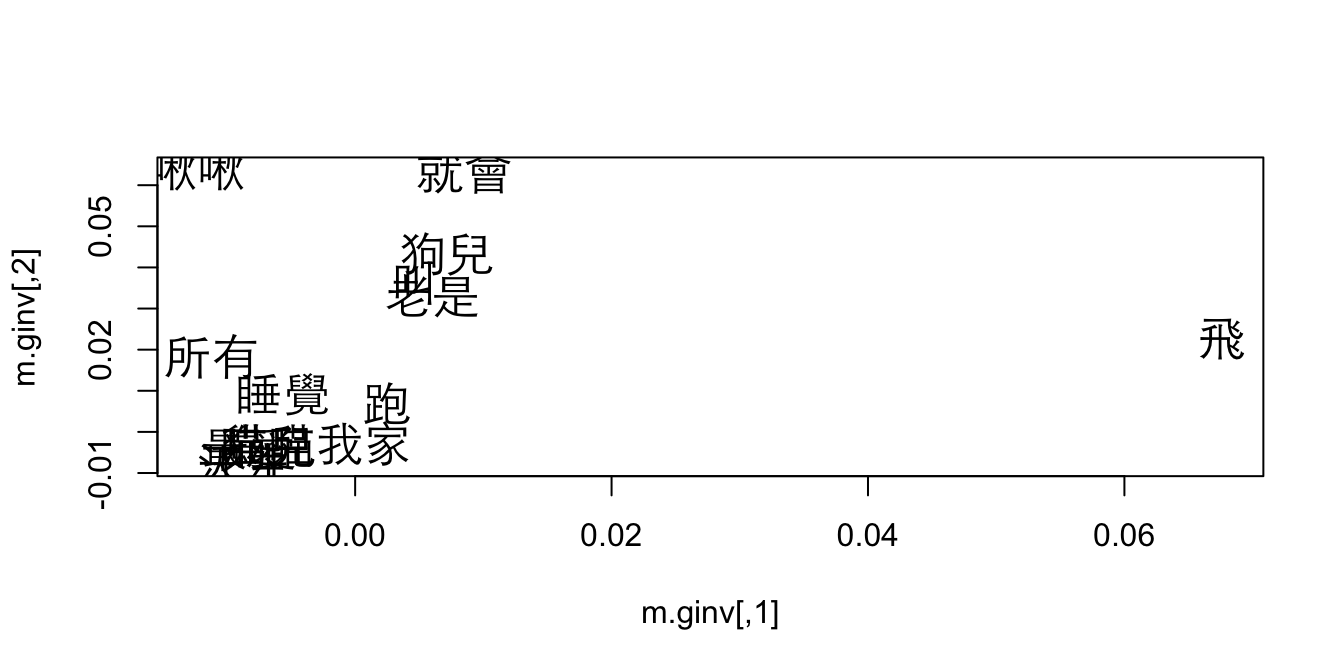 啾啾 就會
狗兒
叫
老是
飛
所有
睡覺 跑
我家
0.05
0.02
-0.01
m.ginv[,2]
0.00 0.02 0.04 0.06
m.ginv[,1]